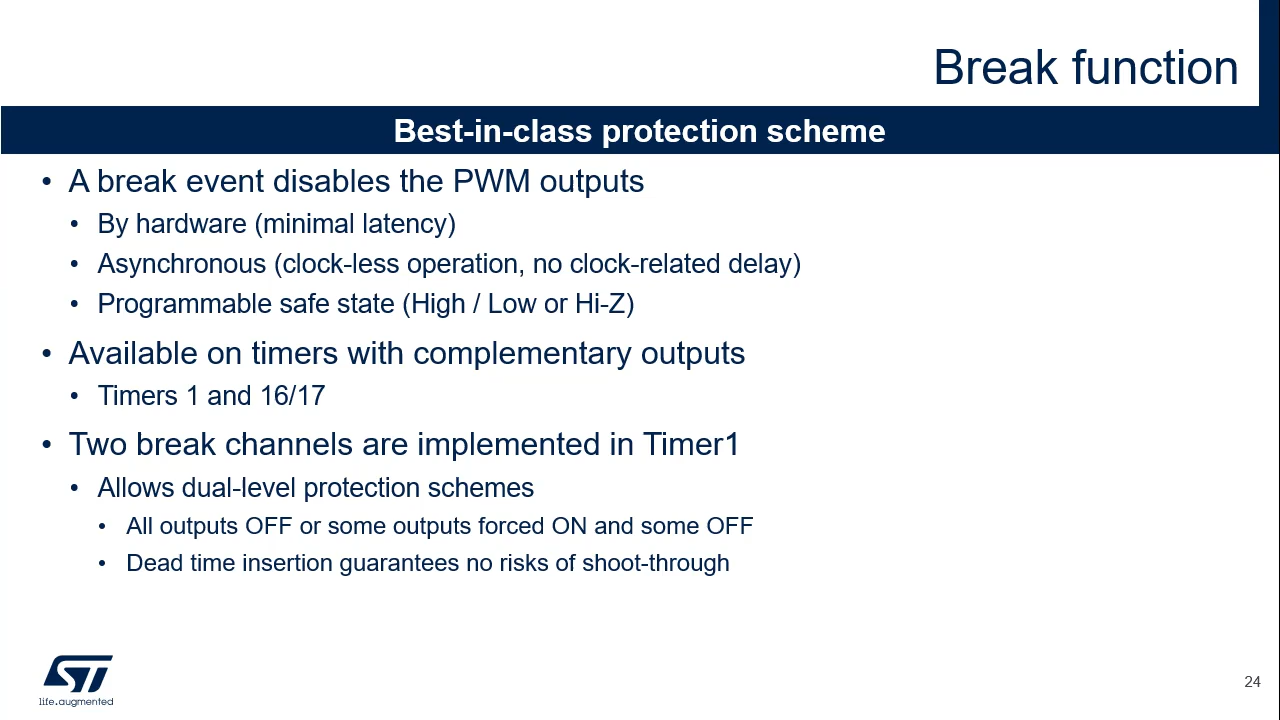 Break function
Best-in-class protection scheme
• A break event disables the PWM outputs
• By hardware (minimal latency)
• Asynchronous (clock-less operation, no clock-related delay)
• Programmable safe state (High / Low or Hi-Z)
• Available on timers with complementary outputs
• Timers 1 and 16/17
• Two break channels are implemented in Timer1
• Allows dual-level protection schemes
• All outputs OFF or some outputs forced ON and some OFF
• Dead time insertion guarantees no risks of shoot-through
ST
life.augmented
24